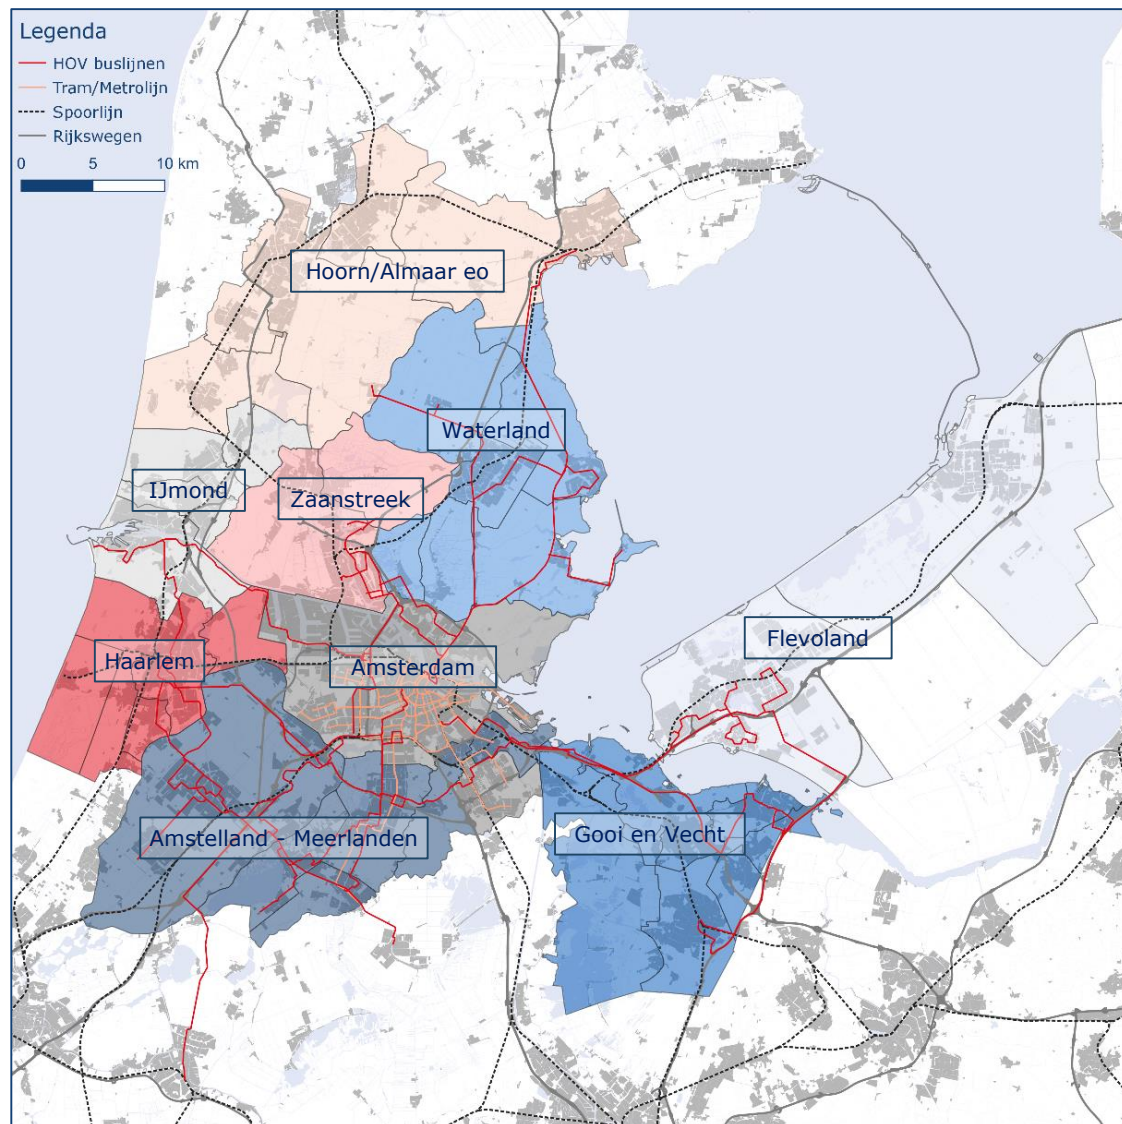 Legenda
HOV buslijnen
Tram/Metrolijn
Spoorlijn
Rijkswegen
0 5 10 km
Hoorn/Almaar eo
Waterland
IJmond
Zaanstreek
Flevoland
Haarlem
Amsterdam
Amstelland - Meerlanden
Gooi en Vecht